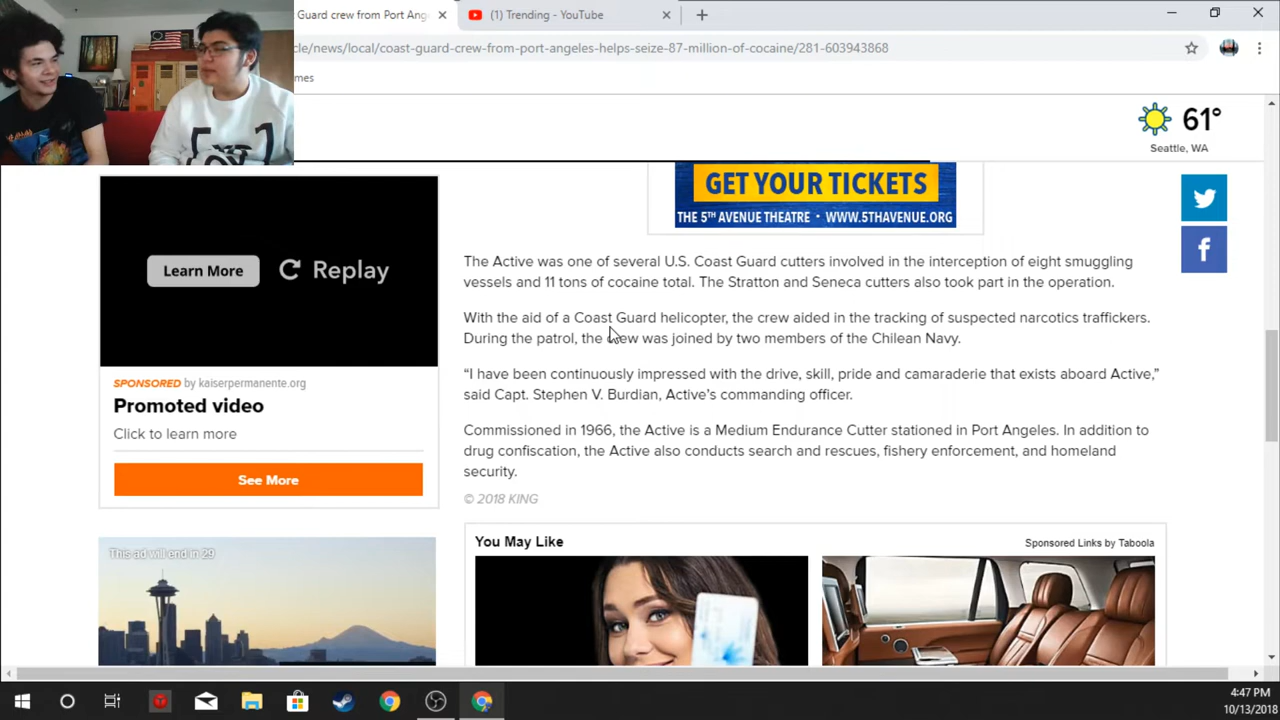 Guard crew from Port Ang
(1) Trending - YouTube
cle/news/local/coast-guard-crew-from-port-angeles-helps-seize-87-million-of-cocaine/281-603943868
mes
61°
Seattle, WA
GET YOUR TICKETS
THE 5TH AVENUE THEATRE • WWW.5THAVENUE.ORG
Learn More
Replay
SPONSORED by kaiserpermanente.org
Promoted video
Click to learn more
See More
This ad will end in 29
The Active was one of several U.S. Coast Guard cutters involved in the interception of eight smuggling
vessels and 11 tons of cocaine total. The Stratton and Seneca cutters also took part in the operation.
With the aid of a Coast Guard helicopter, the crew aided in the tracking of suspected narcotics traffickers.
During the patrol, the crew was joined by two members of the Chilean Navy.
“I have been continuously impressed with the drive, skill, pride and camaraderie that exists aboard Active,”
said Capt. Stephen V. Burdian, Active’s commanding officer.
Commissioned in 1966, the Active is a Medium Endurance Cutter stationed in Port Angeles. In addition to
drug confiscation, the Active also conducts search and rescues, fishery enforcement, and homeland
security.
© 2018 KING
You May Like
Sponsored Links by Taboola
4:47 PM
10/13/2018